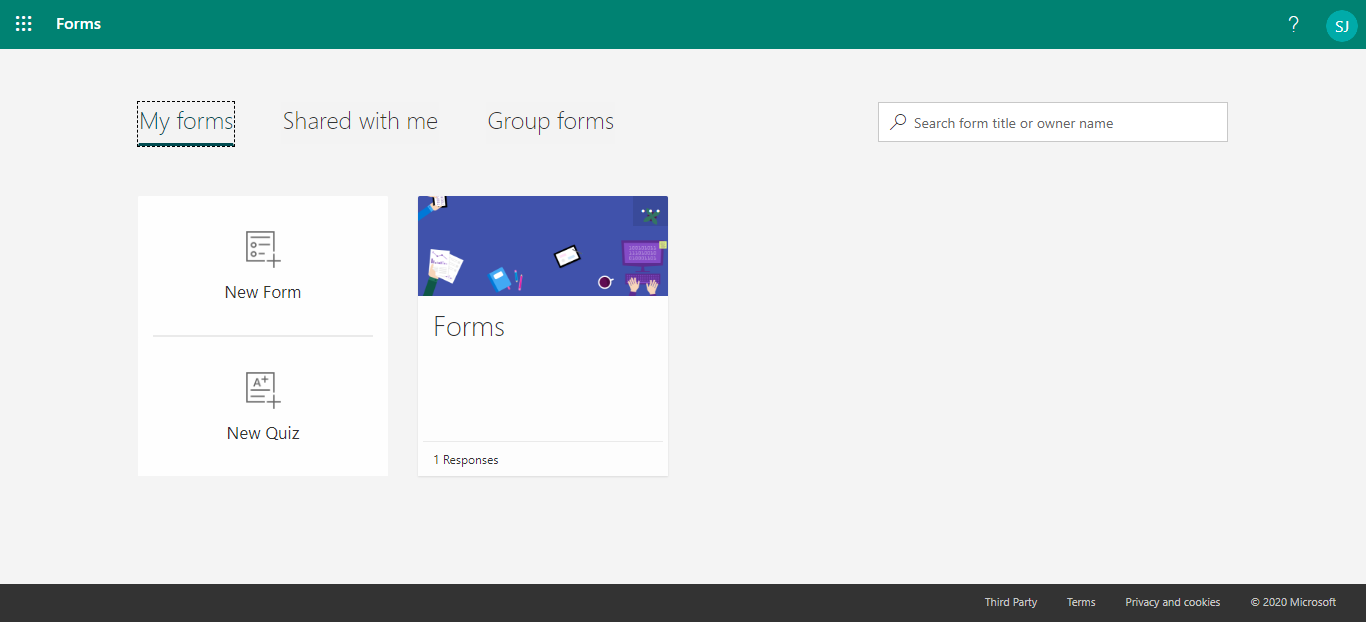 Forms
?
SJ
My forms
Shared with me
Group forms
Search form title or owner name
New Form
A+
New Quiz
Forms
1 Responses
Third Party
Terms
Privacy and cookies
© 2020 Microsoft